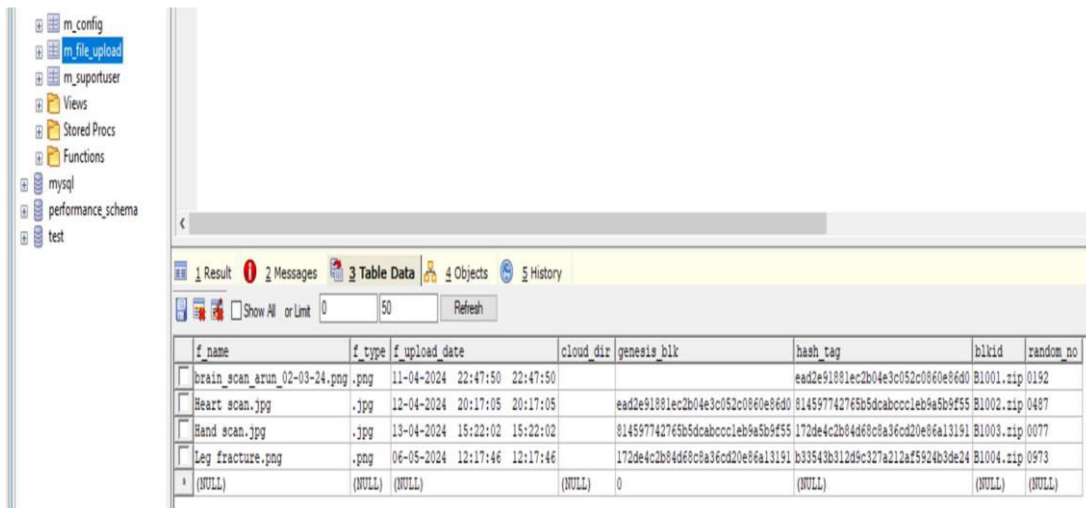 m_config
m_file_upload
m_suportuser
Views
Stored Procs
Functions
mysql
performance_schema
test
1 Result 2 Messages 3 Table Data 4 Objects 5 History
Show All or Limit 0 50 Refresh
f_name f_type f_upload_date cloud_dir genesis_blk hash_tag blkid random_no
brain_scan_arun_02-03-24.png .png 11-04-2024 22:47:50 22:47:50 ead2e91881ec2b04e3c052c0860e86d0 B1001.zip 0192
Heart scan.jpg .jpg 12-04-2024 20:17:05 20:17:05 ead2e91881ec2b04e3c052c0860e86d0 814597742765b5dcabccc1eb9a5b9f55 B1002.zip 0487
Hand scan.jpg .jpg 13-04-2024 15:22:02 15:22:02 814597742765b5dcabccc1eb9a5b9f55 172de4c2b84d68c8a36cd20e86a13191 B1003.zip 0077
Leg fracture.png .png 06-05-2024 12:17:46 12:17:46 172de4c2b84d68c8a36cd20e86a13191 b33543b312d9c327a212af5924b3de24 B1004.zip 0973
* (NULL) (NULL) (NULL) (NULL) 0 (NULL) (NULL) (NULL)